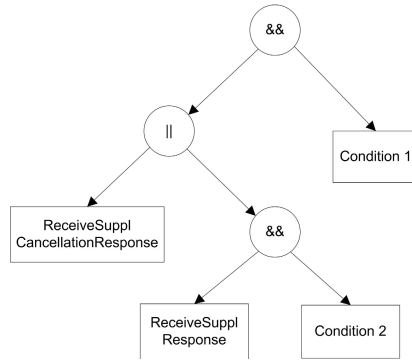 &&
||
Condition 1
ReceiveSuppl
CancellationResponse
&&
ReceiveSuppl
Response
Condition 2